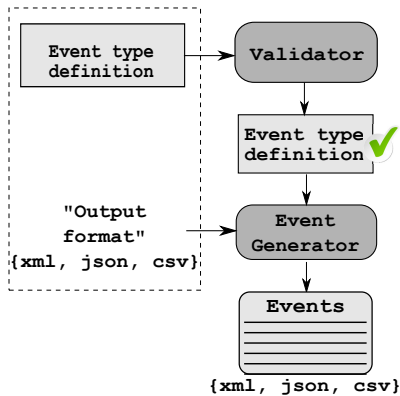 Event type
definition
Validator
Event type
definition
"Output
format"
{xml, json, csv}
Event
Generator
Events
{xml, json, csv}